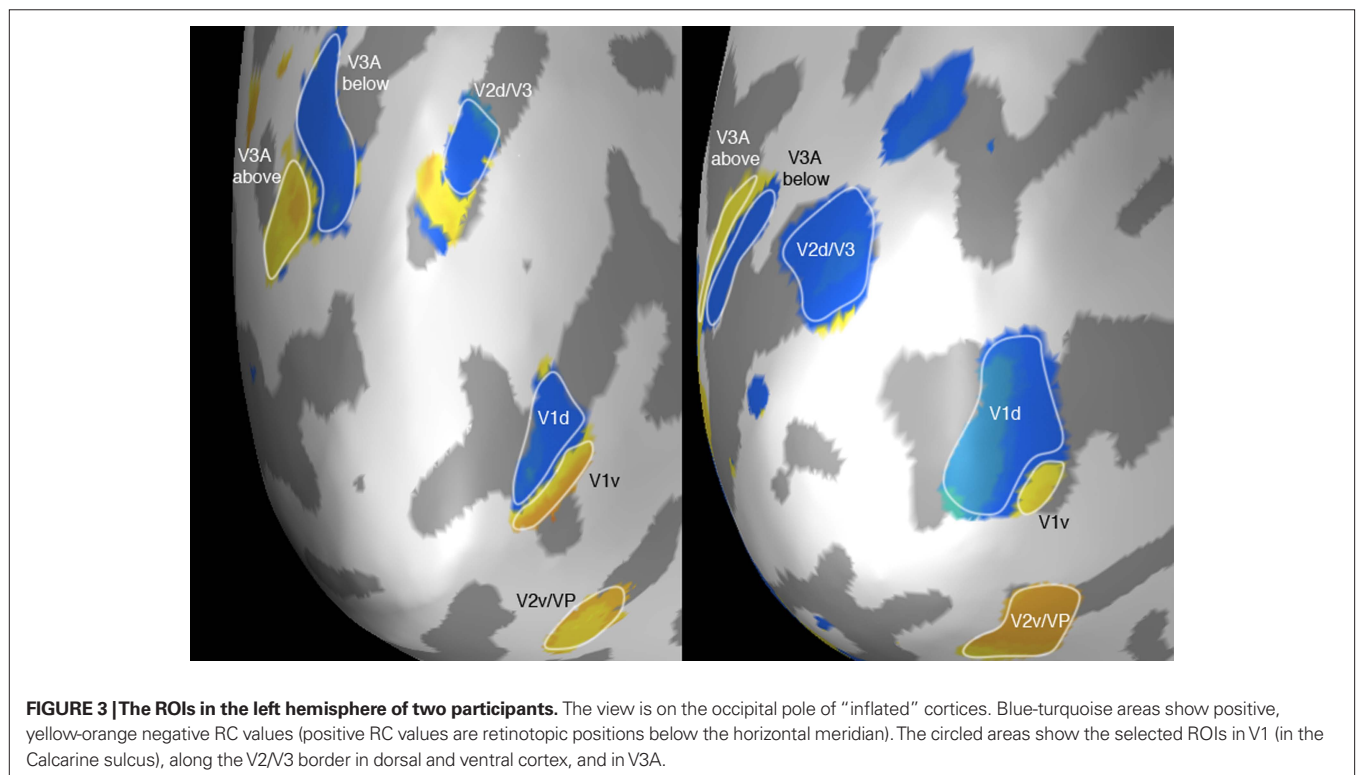 V3A
below
V2d/V3
V3A
above
V1d
V1v
V2v/VP
V3A
above
V3A
below
V2d/V3
V1d
V1v
V2v/VP
FIGURE 3 | The ROIs in the left hemisphere of two participants. The view is on the occipital pole of “inflated” cortices. Blue-turquoise areas show positive,
yellow-orange negative RC values (positive RC values are retinotopic positions below the horizontal meridian). The circled areas show the selected ROIs in V1 (in the
Calcarine sulcus), along the V2/V3 border in dorsal and ventral cortex, and in V3A.